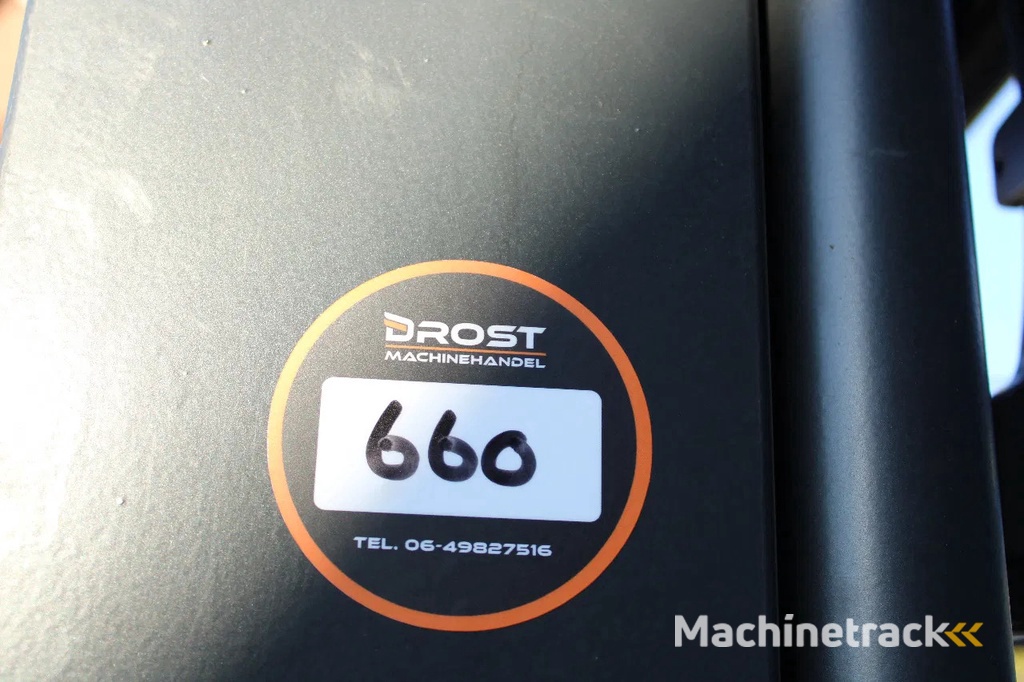 DROST
MACHINEHANDEL
660
TEL. 06-49827516
Machinetrack